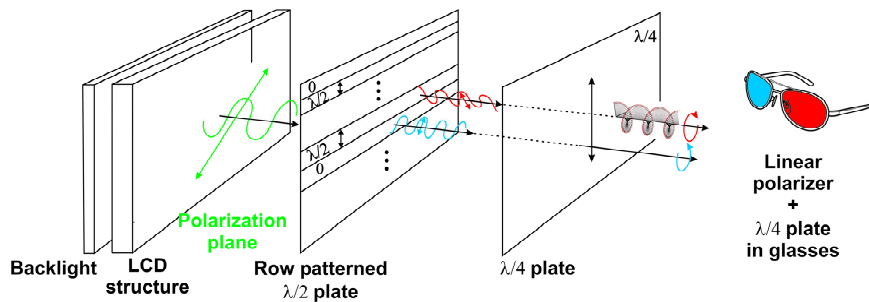 λ/4
0
λ/2
λ/2
0
Polarization
plane
Linear
polarizer
+
λ/4 plate
in glasses
Backlight
LCD
structure
Row patterned
λ/2 plate
λ/4 plate